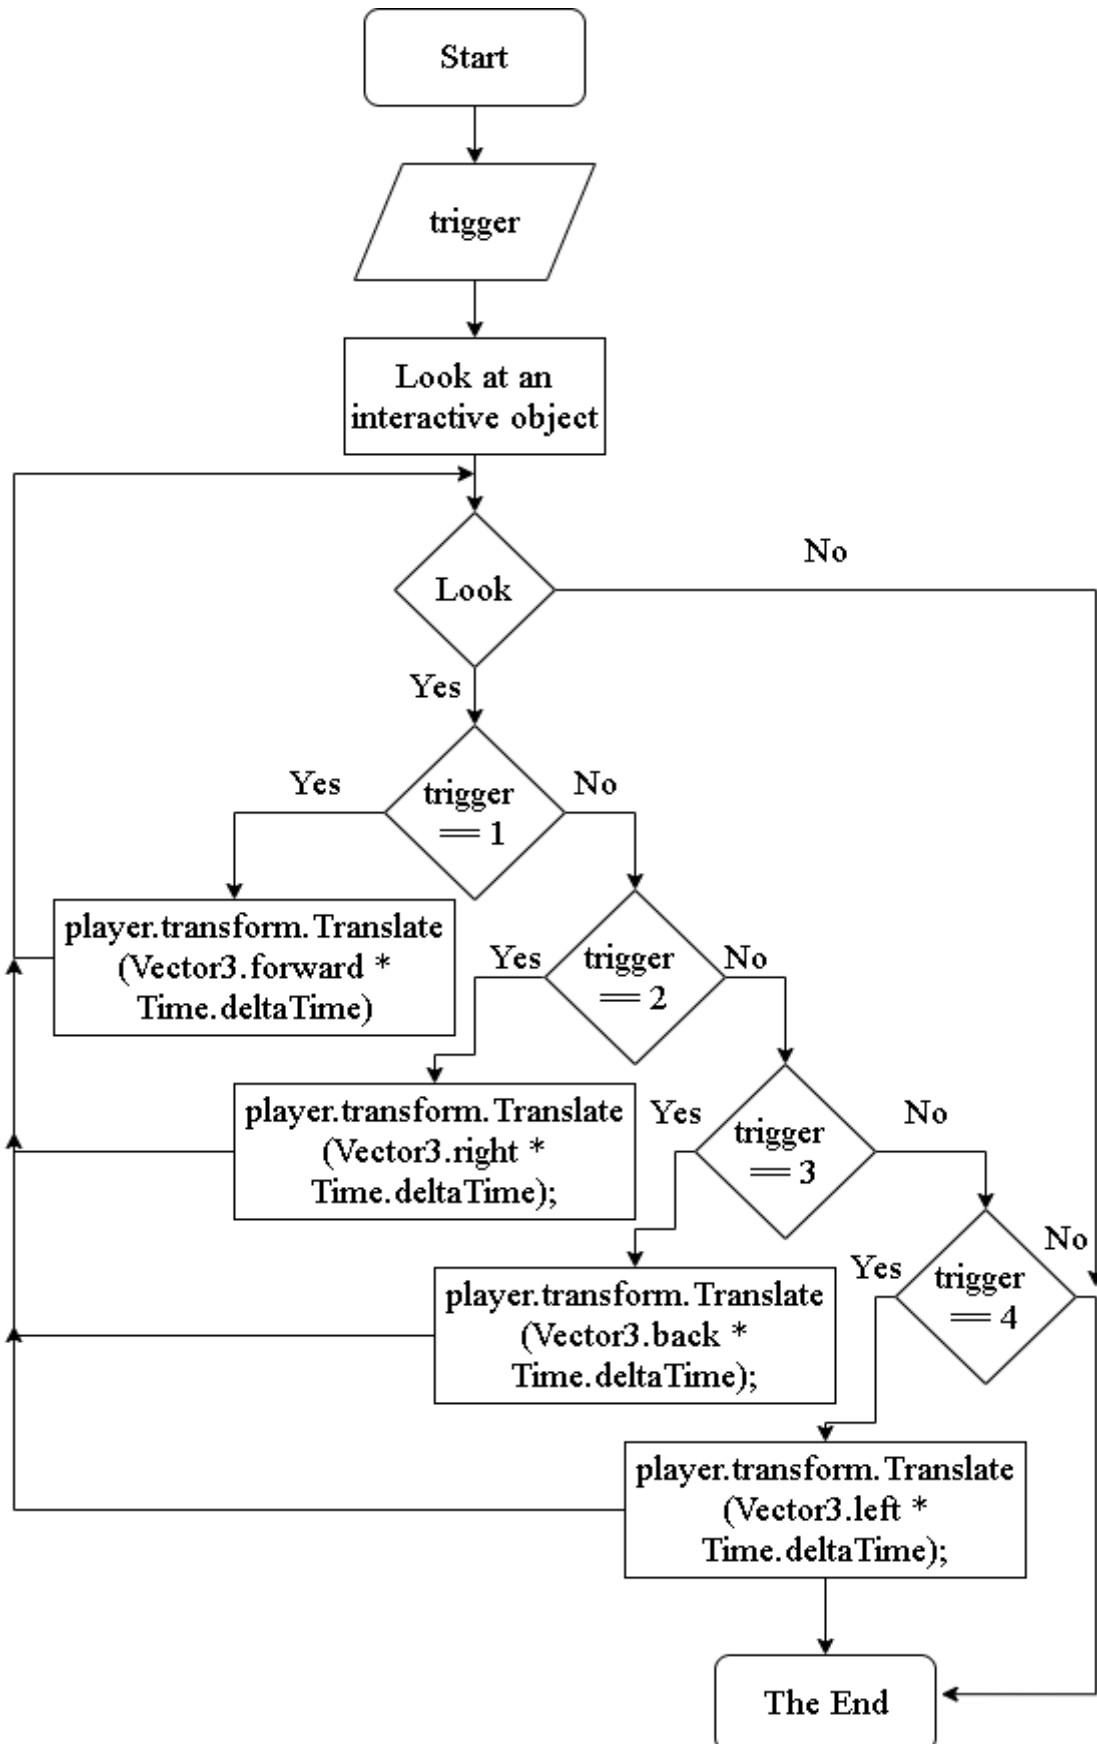 Start
trigger
Look at an
interactive object
No
Look
Yes
Yes
No
trigger
== 1
player.transform.Translate
(Vector3.forward *
Time.deltaTime)
Yes
No
trigger
== 2
player.transform.Translate
(Vector3.right *
Time.deltaTime);
Yes
No
trigger
== 3
player.transform.Translate
(Vector3.back *
Time.deltaTime);
Yes
No
trigger
== 4
player.transform.Translate
(Vector3.left *
Time.deltaTime);
The End